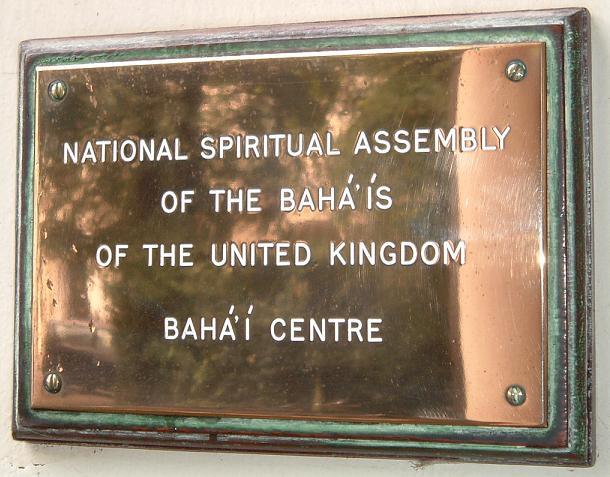 NATIONAL SPIRITUAL ASSEMBLY
OF THE BAHÁ'ÍS
OF THE UNITED KINGDOM
BAHÁ'Í CENTRE